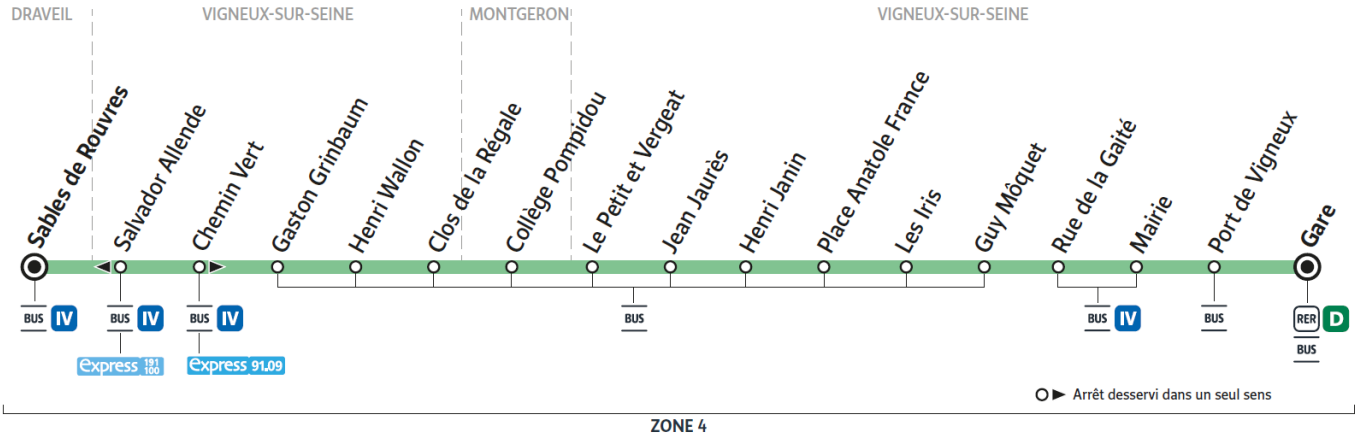 DRAVEIL
VIGNEUX-SUR-SEINE
MONTGERON
VIGNEUX-SUR-SEINE
Sables de Rouvres
Salvador Allende
Chemin Vert
Gaston Grinbaum
Henri Wallon
Clos de la Régale
Collège Pompidou
Le Petit et Vergeat
Jean Jaurès
Henri Janin
Place Anatole France
Les Iris
Guy Môquet
Rue de la Gaité
Mairie
Port de Vigneux
Gare
BUS IV
BUS IV
BUS IV
BUS
BUS IV
BUS
RER D
BUS
express 191 100
express 91.09
Arrêt desservi dans un seul sens
ZONE 4